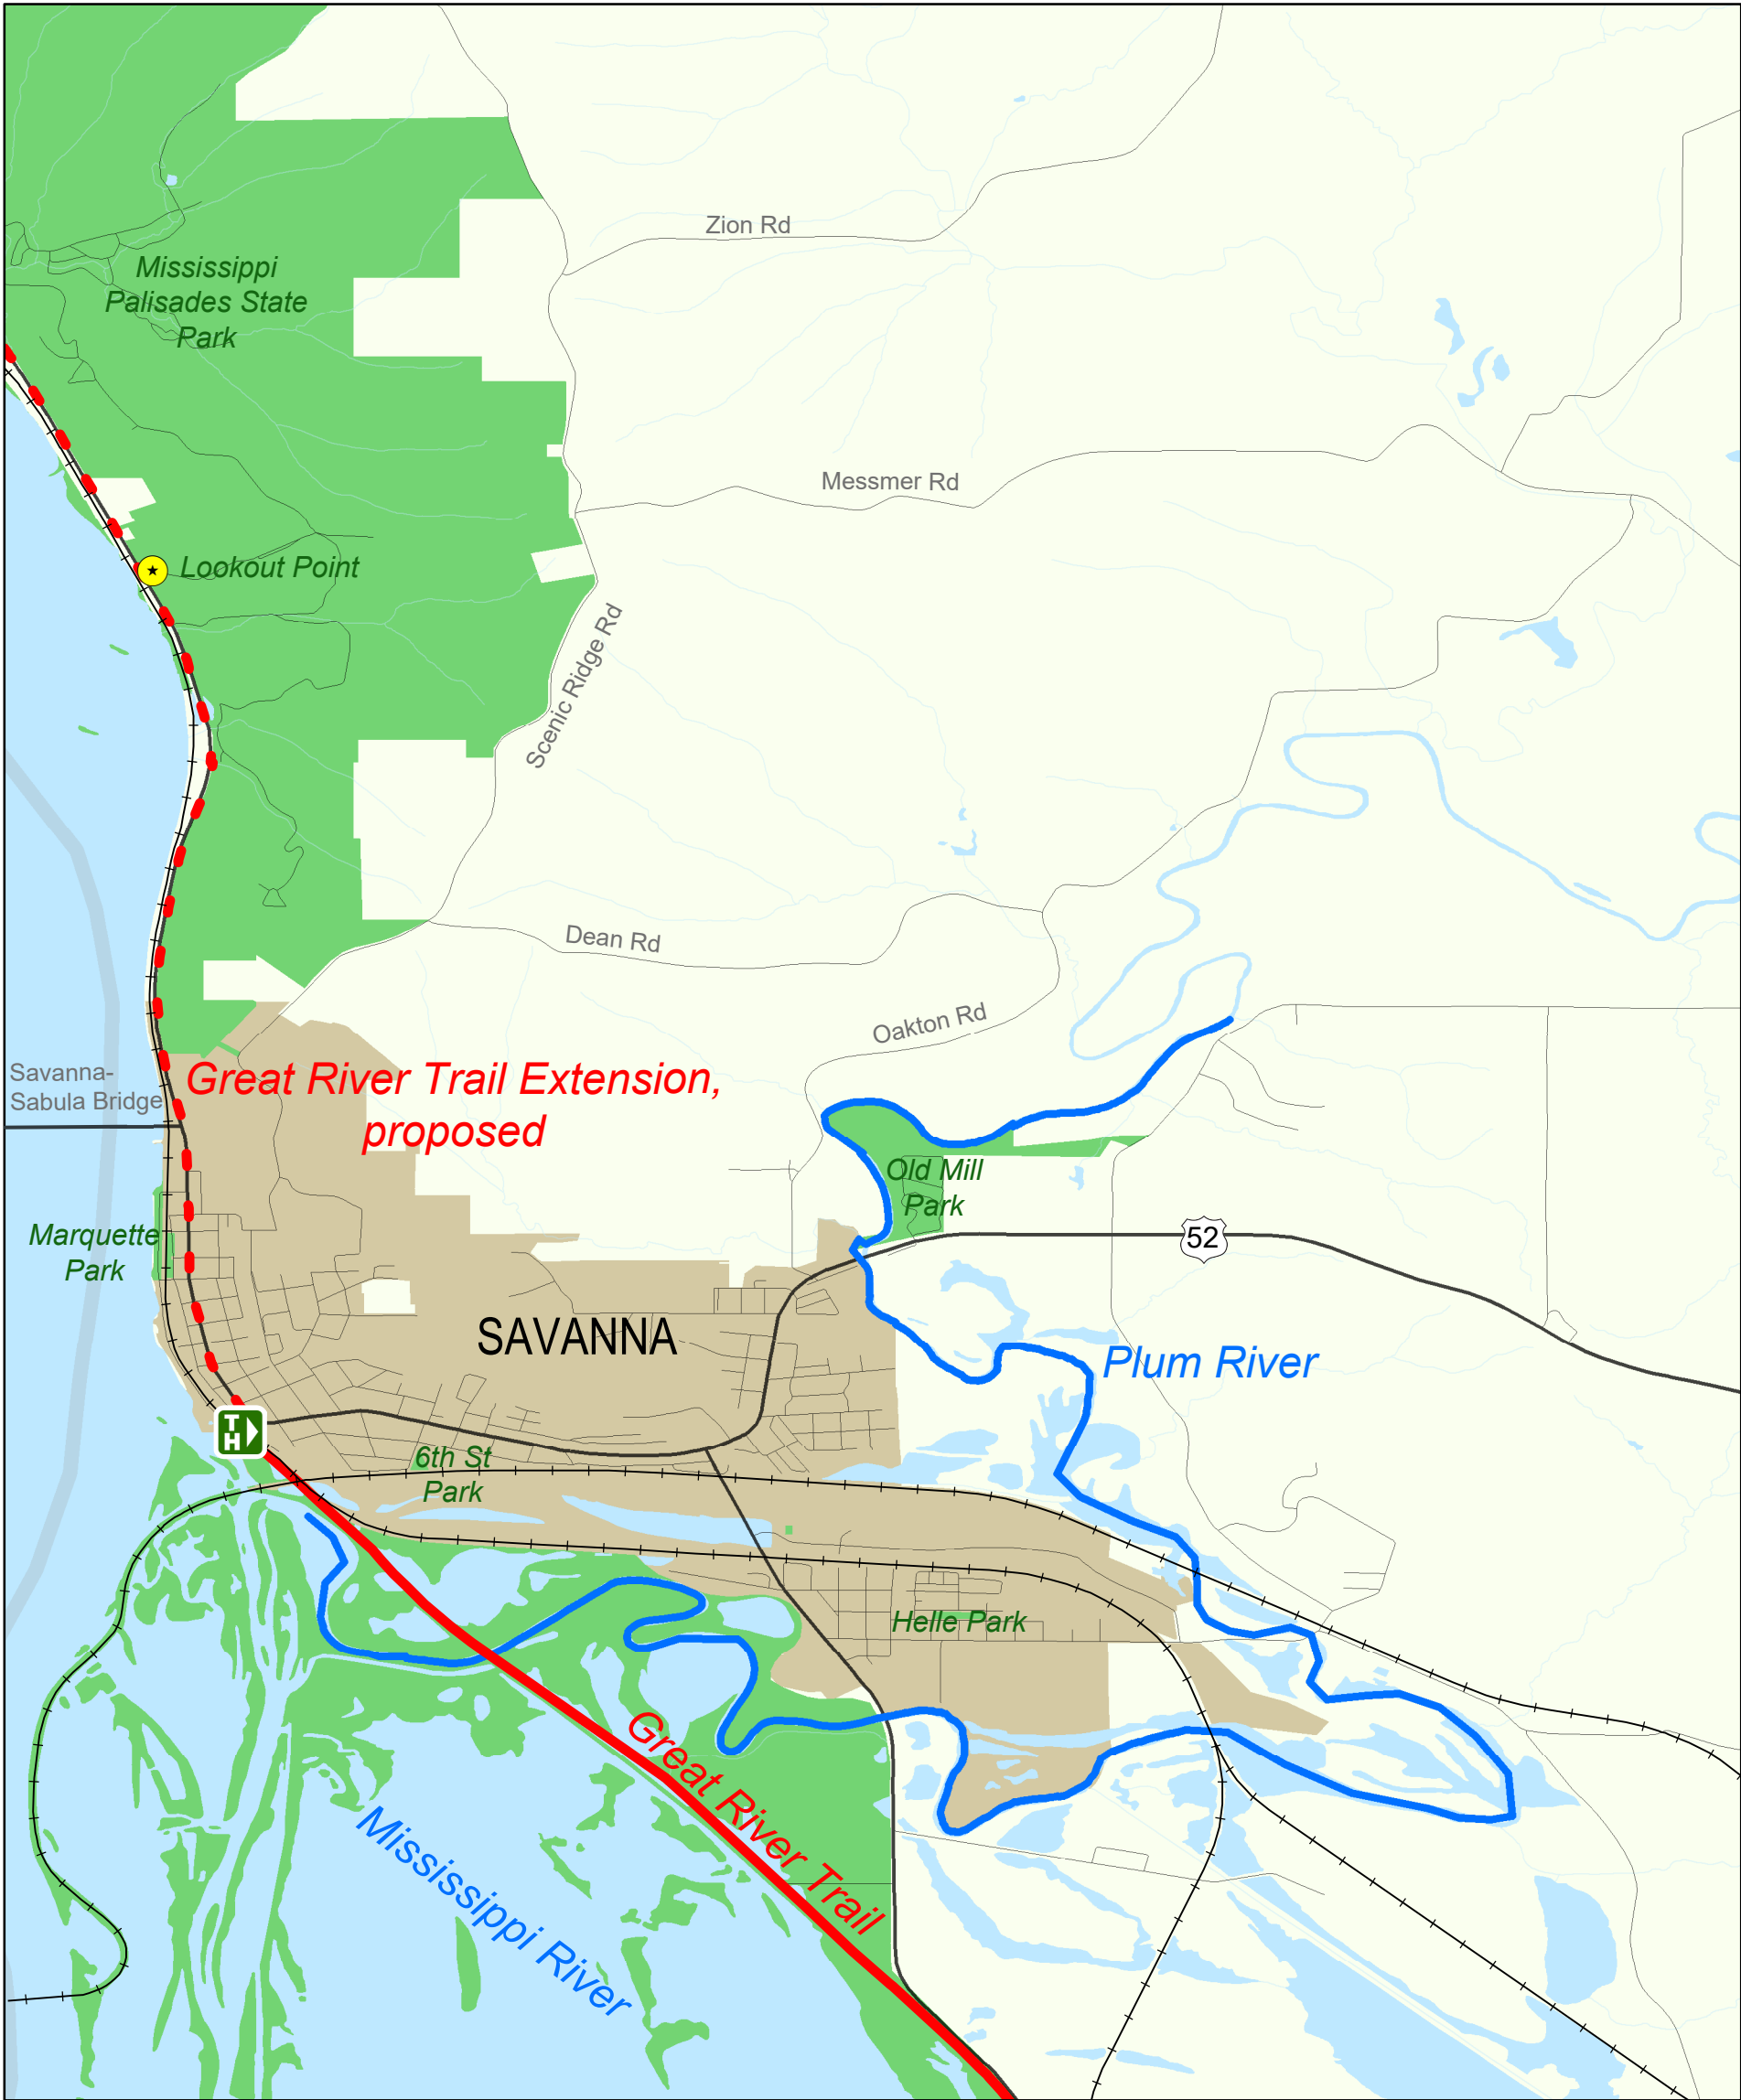 Zion Rd
Mississippi
Palisades State
Park
Messmer Rd
Lookout Point
Scenic Ridge Rd
Dean Rd
Oakton Rd
Savanna-
Sabula Bridge
Great River Trail Extension,
proposed
Old Mill
Park
Marquette
Park
52
SAVANNA
Plum River
TH
6th St
Park
Helle Park
Great River Trail
Mississippi River